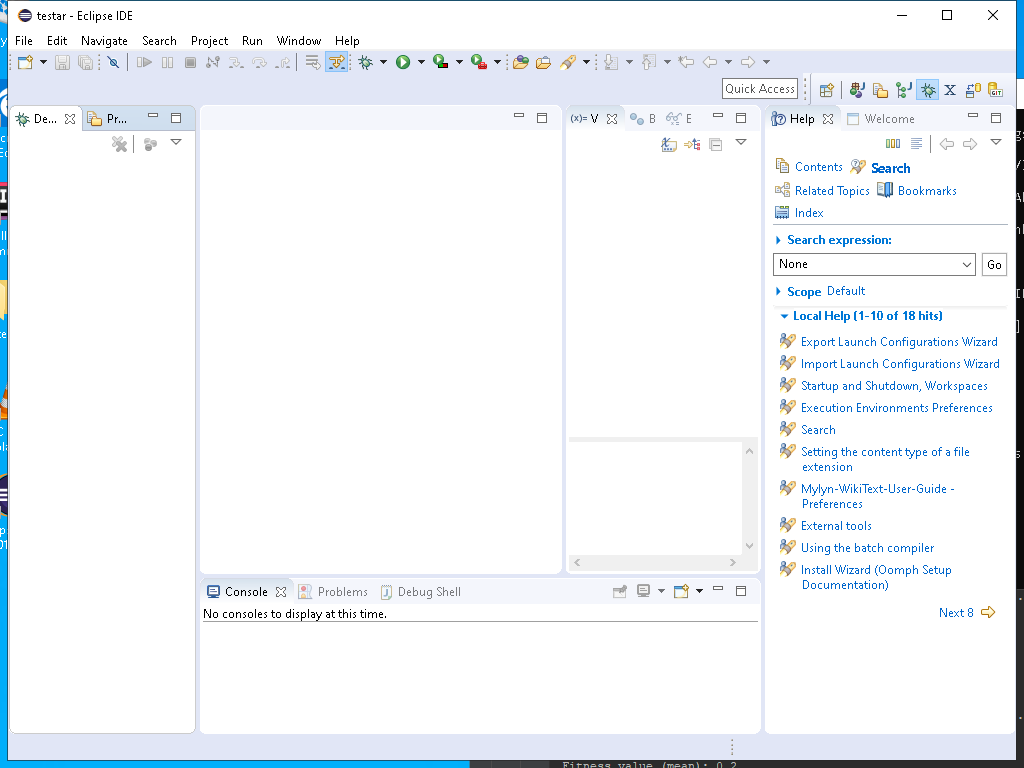 testar - Eclipse IDE
File Edit Navigate Search Project Run Window Help
Quick Access
De... Pr...
(x)= V B E
Help Welcome
Contents Search
Related Topics Bookmarks
Index
Search expression:
None Go
Scope Default
Local Help (1-10 of 18 hits)
Export Launch Configurations Wizard
Import Launch Configurations Wizard
Startup and Shutdown, Workspaces
Execution Environments Preferences
Search
Setting the content type of a file
extension
Mylyn-WikiText-User-Guide -
Preferences
External tools
Using the batch compiler
Install Wizard (Oomph Setup
Documentation)
Next 8
Console Problems Debug Shell
No consoles to display at this time.
Fitness value (mean): 0.2